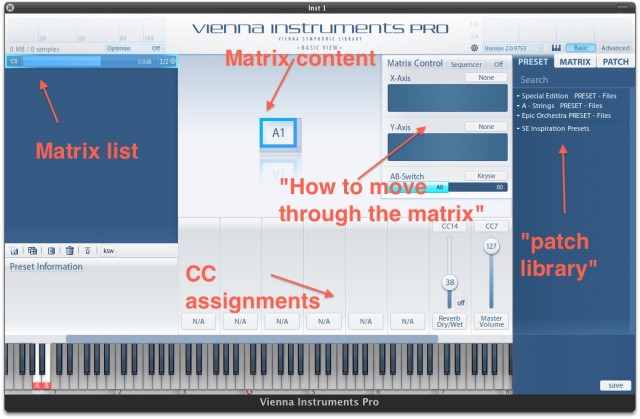 Inst 1
VIENNA INSTRUMENTS PRO
VIENNA SYMPHONIC LIBRARY
• BASIC VIEW •
0 MB / 0 samples
Optimize: Off
Version 2.0.9753
Basic
Advanced
C0
0.0dB
1/2
Matrix list
Matrix content
A1
Matrix Control
Sequencer
Off
X-Axis
None
Y-Axis
None
AB-Switch
Keysw
A0
B0
"How to move
through the matrix"
PRESET
MATRIX
PATCH
Search
Special Edition PRESET - Files
A - Strings PRESET - Files
Epic Orchestra PRESET - Files
SE Inspiration Presets
"patch
library"
ksw
Preset Information
CC
assignments
N/A
N/A
N/A
N/A
N/A
N/A
CC14
38
off
Reverb
Dry/Wet
CC7
127
Master
Volume
A B
save
Vienna Instruments Pro